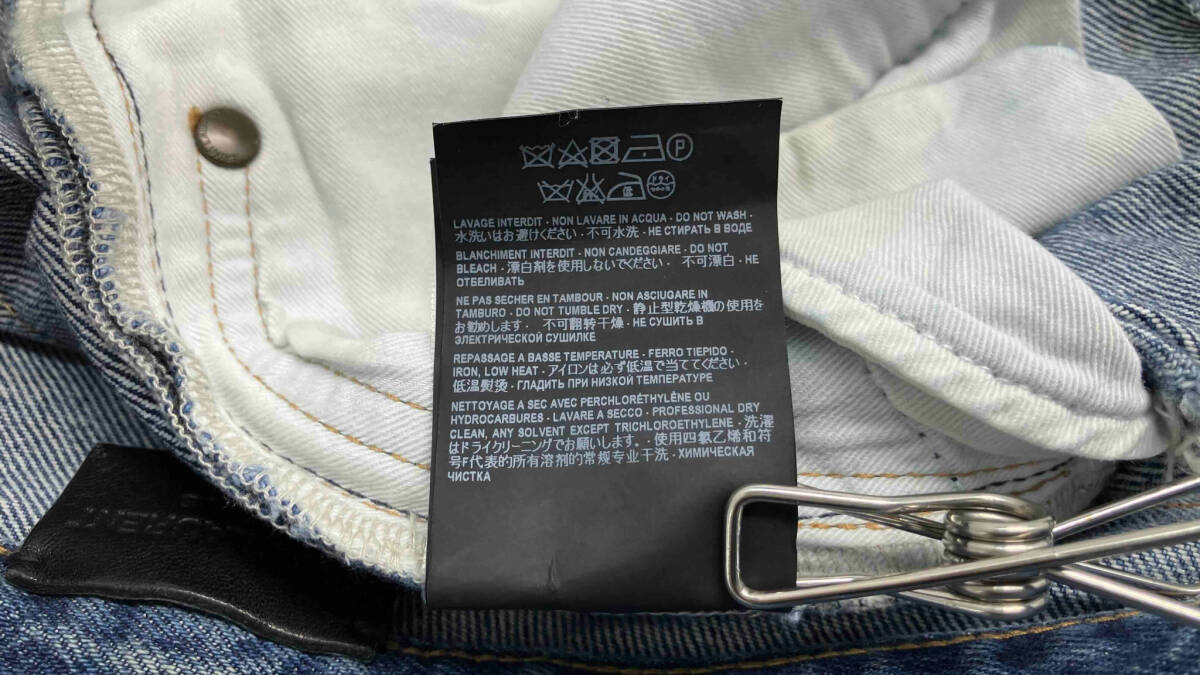 P
低 ドライ
LAVAGE INTERDIT - NON LAVARE IN ACQUA - DO NOT WASH -
水洗いはお避けください - 不可水洗 - НЕ СТИРАТЬ В ВОДЕ
BLANCHIMENT INTERDIT - NON CANDEGGIARE - DO NOT
BLEACH - 漂白剤を使用しないでください - 不可漂白 - НЕ
ОТБЕЛИВАТЬ
NE PAS SECHER EN TAMBOUR - NON ASCIUGARE IN
TAMBURO - DO NOT TUMBLE DRY - 静止型乾燥機の使用を
お勧めします - 不可翻转干燥 - НЕ СУШИТЬ В
ЭЛЕКТРИЧЕСКОЙ СУШИЛКЕ
REPASSAGE A BASSE TEMPERATURE - FERRO TIEPIDO -
IRON, LOW HEAT - アイロンは必ず低温で当ててください -
低温熨烫 - ГЛАДИТЬ ПРИ НИЗКОЙ ТЕМПЕРАТУРЕ
NETTOYAGE A SEC AVEC PERCHLORÉTHYLÈNE OU
HYDROCARBURES - LAVARE A SECCO - PROFESSIONAL DRY
CLEAN, ANY SOLVENT EXCEPT TRICHLOROETHYLENE - 洗濯
はドライクリーニングでお願いします。- 使用四氯乙烯和符
号F代表的所有溶剂的常规专业干洗 - ХИМИЧЕСКАЯ
ЧИСТКА